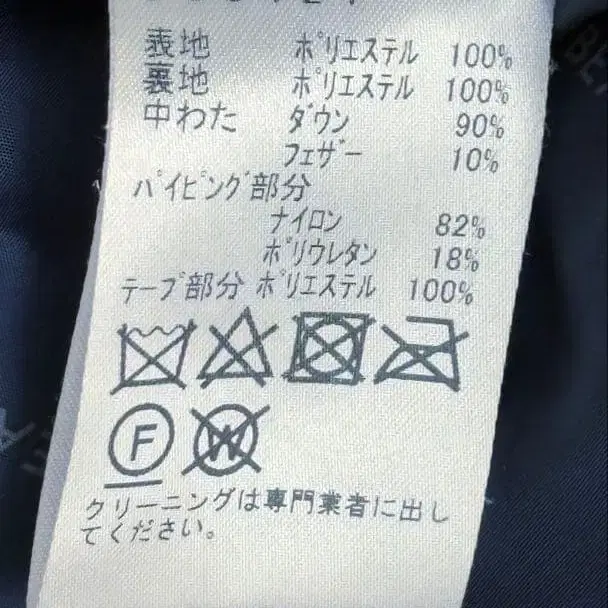 表地 ポリエステル 100%
裏地 ポリエステル 100%
中わた ダウン 90%
フェザー 10%
パイピング部分
ナイロン 82%
ポリウレタン 18%
テープ部分 ポリエステル 100%
F W
クリーニングは専門業者に出し
てください。